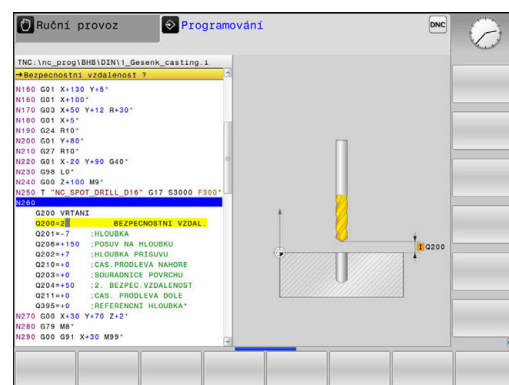 Ruční provoz
Programování
DNC
TNC:\nc_prog\BHB\DIN\1_Gesenk_casting.i
→Bezpecnostni vzdalenost ?
N150 G01 X+130 Y+5*
N160 G01 X+100*
N170 G03 X+50 Y+12 R+30*
N180 G01 X+5*
N190 G24 R10*
N200 G01 Y+80*
N210 G27 R10*
N220 G01 X-20 Y+90 G40*
N230 G98 L0*
N240 G00 Z+100 M9*
N250 T "NC_SPOT_DRILL_D16" G17 S3000 F300*
N260
G200 VRTANI
Q200=2 BEZPECNOSTNI VZDAL.
Q201=-7 ;HLOUBKA
Q206=+150 ;POSUV NA HLOUBKU
Q202=+7 ;HLOUBKA PRISUVU
Q210=+0 ;CAS.PRODLEVA NAHORE
Q203=+0 ;SOURADNICE POVRCHU
Q204=+50 ;2. BEZPEC.VZDALENOST
Q211=+0 ;CAS. PRODLEVA DOLE
Q395=+0 ;REFERENCNI HLOUBKA*
N270 G00 X+30 Y+70 Z+2*
N280 G79 M8*
N290 G00 G91 X+30 M99*
I Q200